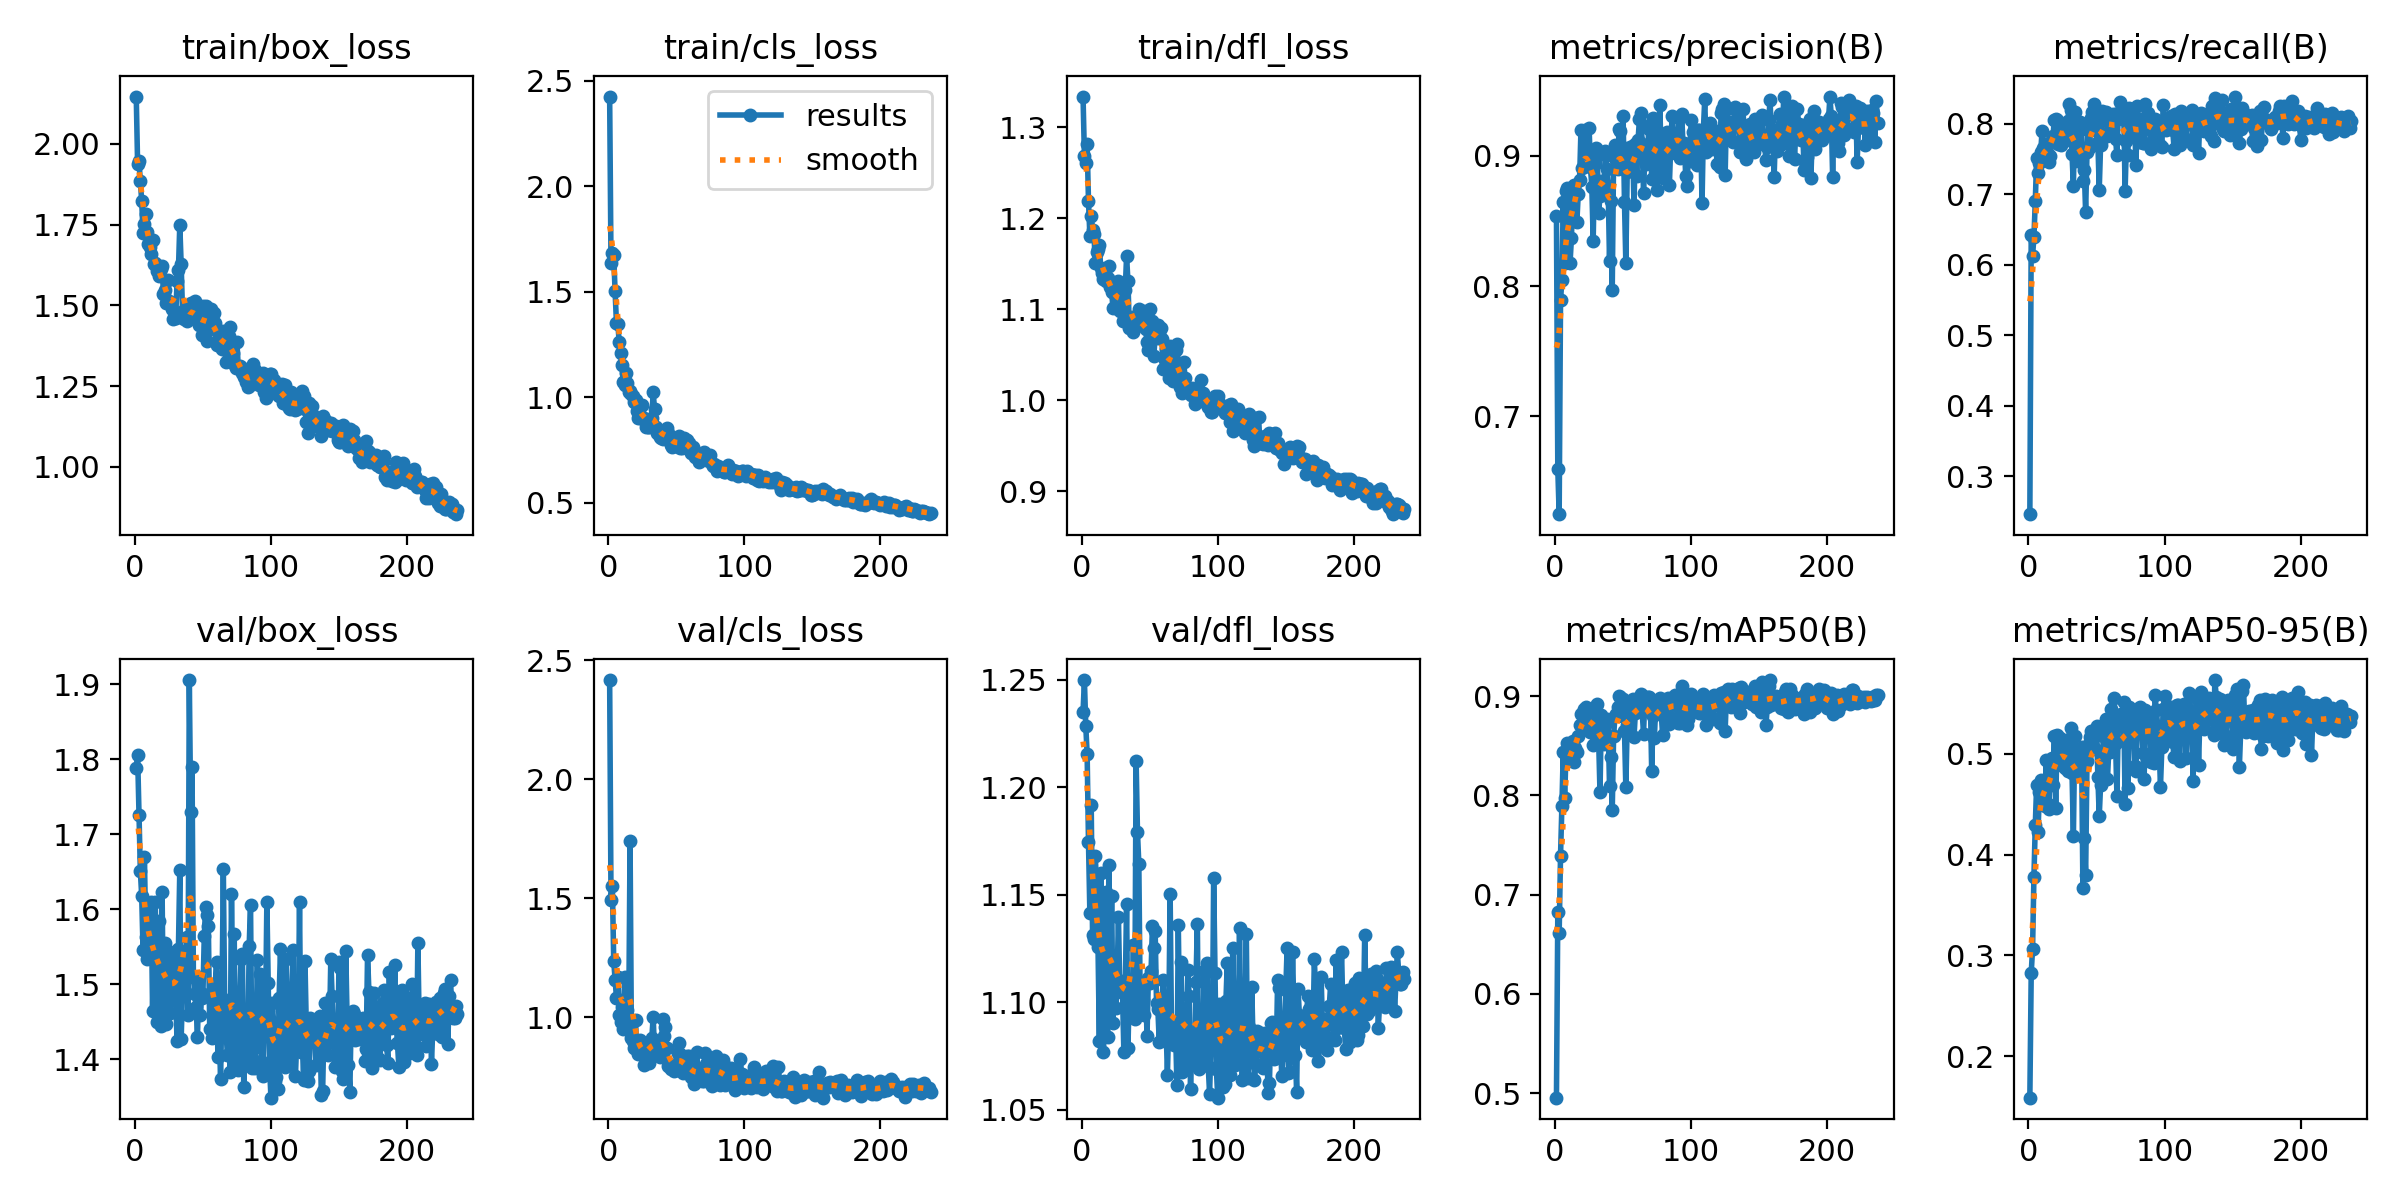 train/box_loss
2.00
1.75
1.50
1.25
1.00
0 100 200
train/cls_loss
results
smooth
2.5
2.0
1.5
1.0
0.5
0 100 200
train/dfl_loss
1.3
1.2
1.1
1.0
0.9
0 100 200
metrics/precision(B)
0.9
0.8
0.7
0 100 200
metrics/recall(B)
0.8
0.7
0.6
0.5
0.4
0.3
0 100 200
val/box_loss
1.9
1.8
1.7
1.6
1.5
1.4
0 100 200
val/cls_loss
2.5
2.0
1.5
1.0
0 100 200
val/dfl_loss
1.25
1.20
1.15
1.10
1.05
0 100 200
metrics/mAP50(B)
0.9
0.8
0.7
0.6
0.5
0 100 200
metrics/mAP50-95(B)
0.5
0.4
0.3
0.2
0 100 200